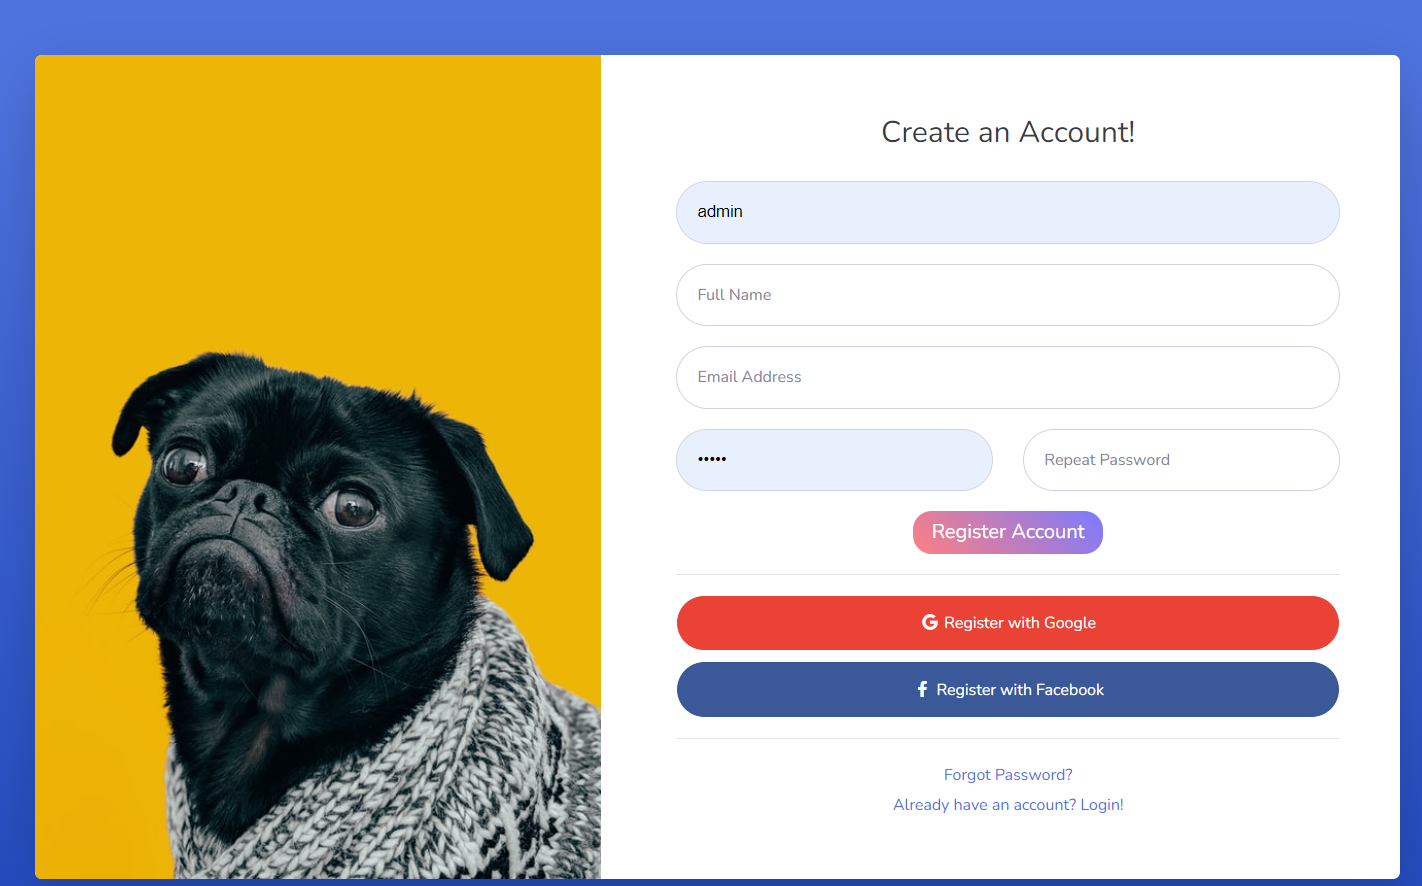 Create an Account!
admin
Full Name
Email Address
••••• Repeat Password
Register Account
Register with Google
Register with Facebook
Forgot Password?
Already have an account? Login!